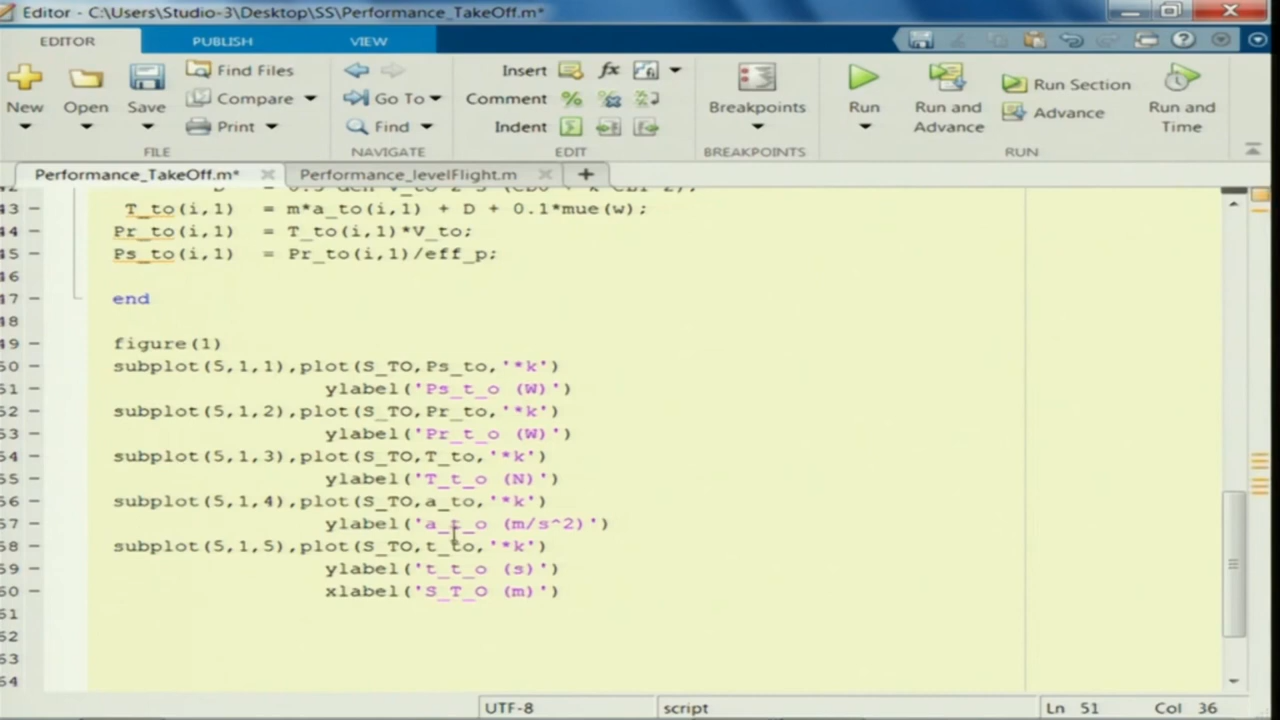 Editor - C:\Users\Studio-3\Desktop\SS\Performance_TakeOff.m*
EDITOR PUBLISH VIEW
New Open Save Find Files Compare Print
FILE
Go To Find
NAVIGATE
Insert fx
Comment
Indent
EDIT
Breakpoints
BREAKPOINTS
Run Run and Advance Run Section Advance Run and Time
RUN
Performance_TakeOff.m* Performance_levelFlight.m
43 T_to(i,1) = m*a_to(i,1) + D + 0.1*mue(w);
44 Pr_to(i,1) = T_to(i,1)*V_to;
45 Ps_to(i,1) = Pr_to(i,1)/eff_p;
46
47 end
48
49 figure(1)
50 subplot(5,1,1),plot(S_TO,Ps_to,'*k')
51 ylabel('Ps_t_o (W)')
52 subplot(5,1,2),plot(S_TO,Pr_to,'*k')
53 ylabel('Pr_t_o (W)')
54 subplot(5,1,3),plot(S_TO,T_to,'*k')
55 ylabel('T_t_o (N)')
56 subplot(5,1,4),plot(S_TO,a_to,'*k')
57 ylabel('a_t_o (m/s^2)')
58 subplot(5,1,5),plot(S_TO,t_to,'*k')
59 ylabel('t_t_o (s)')
60 xlabel('S_T_O (m)')
61
62
63
64
UTF-8 script Ln 51 Col 36